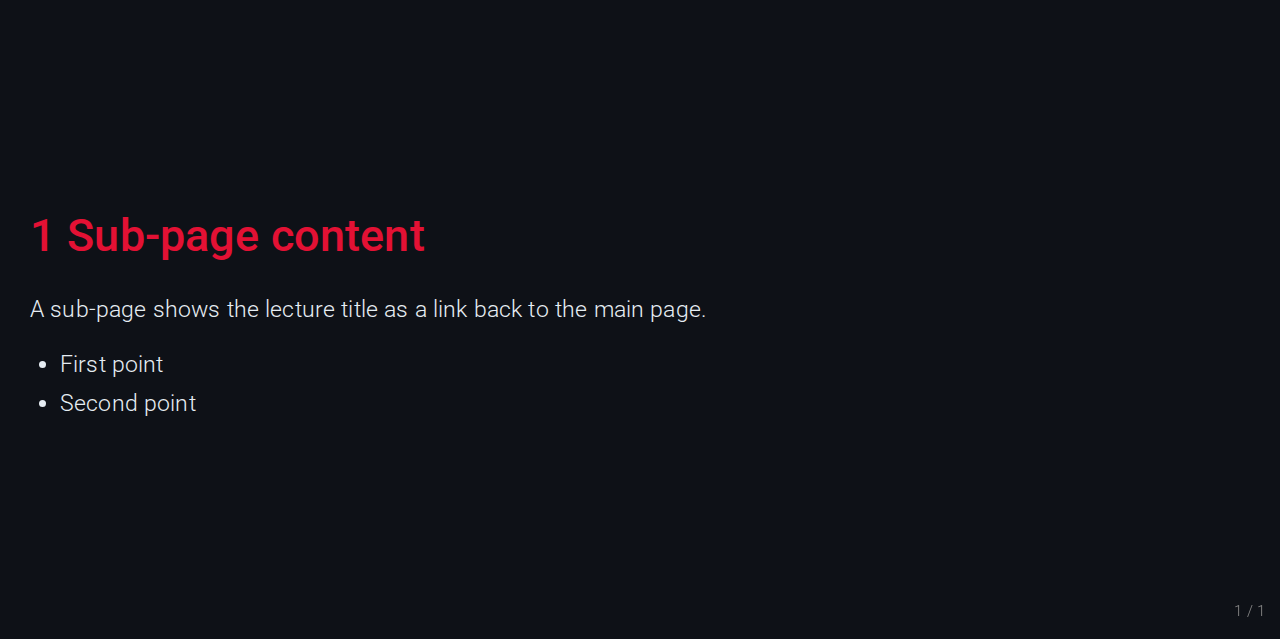 1 Sub-page content
A sub-page shows the lecture title as a link back to the main page.
• First point
• Second point
1 / 1